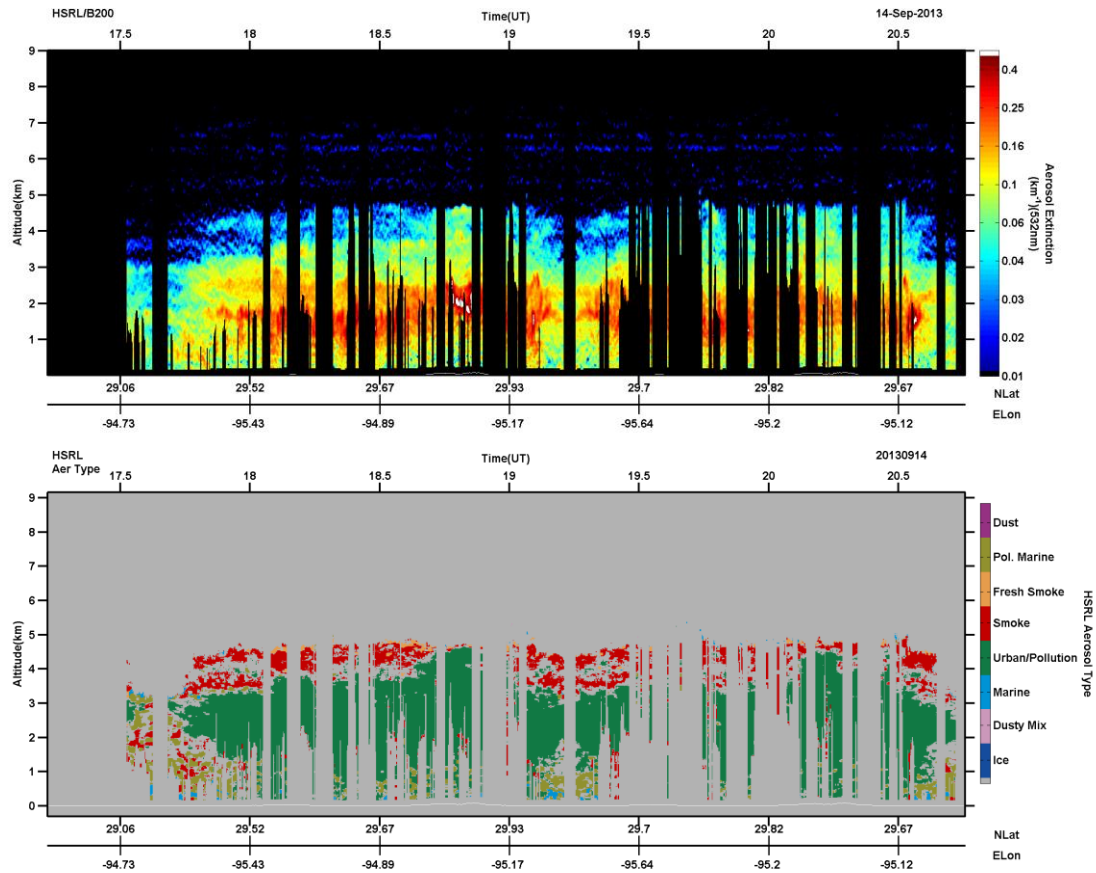 HSRL/B200
Time(UT)
14-Sep-2013
17.5 18 18.5 19 19.5 20 20.5
Altitude(km)
9
8
7
6
5
4
3
2
1
0.4
0.25
0.16
0.1
0.06
0.04
0.03
0.02
0.01
Aerosol Extinction
(km-1)(532nm)
29.06 29.52 29.67 29.93 29.7 29.82 29.67
NLat
-94.73 -95.43 -94.89 -95.17 -95.64 -95.2 -95.12
ELon
HSRL
Aer Type
Time(UT)
20130914
17.5 18 18.5 19 19.5 20 20.5
Altitude(km)
9
8
7
6
5
4
3
2
1
0
Dust
Pol. Marine
Fresh Smoke
Smoke
Urban/Pollution
Marine
Dusty Mix
Ice
HSRL Aerosol Type
29.06 29.52 29.67 29.93 29.7 29.82 29.67
NLat
-94.73 -95.43 -94.89 -95.17 -95.64 -95.2 -95.12
ELon